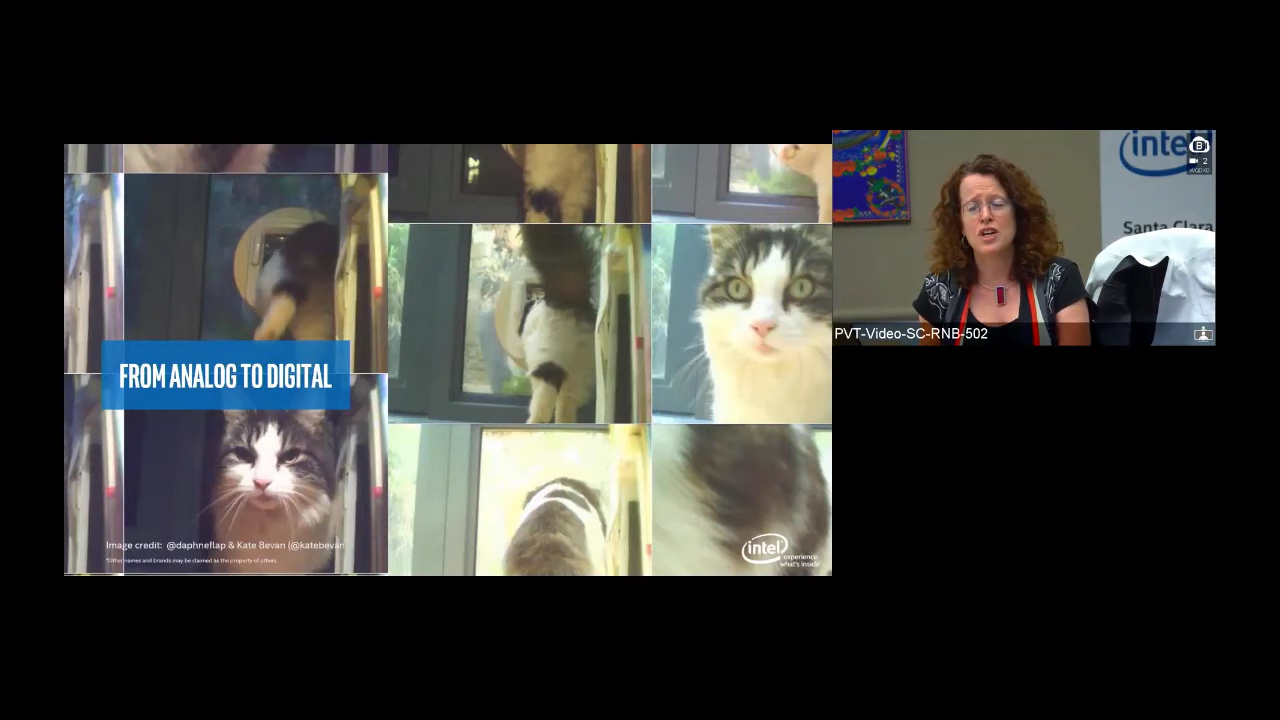 FROM ANALOG TO DIGITAL
Image credit: @daphneflap & Kate Bevan (@katebevan
*Other names and brands may be claimed as the property of others.
intel
experience
what's inside
intel
Santa Clara
B
2
PVT-Video-SC-RNB-502